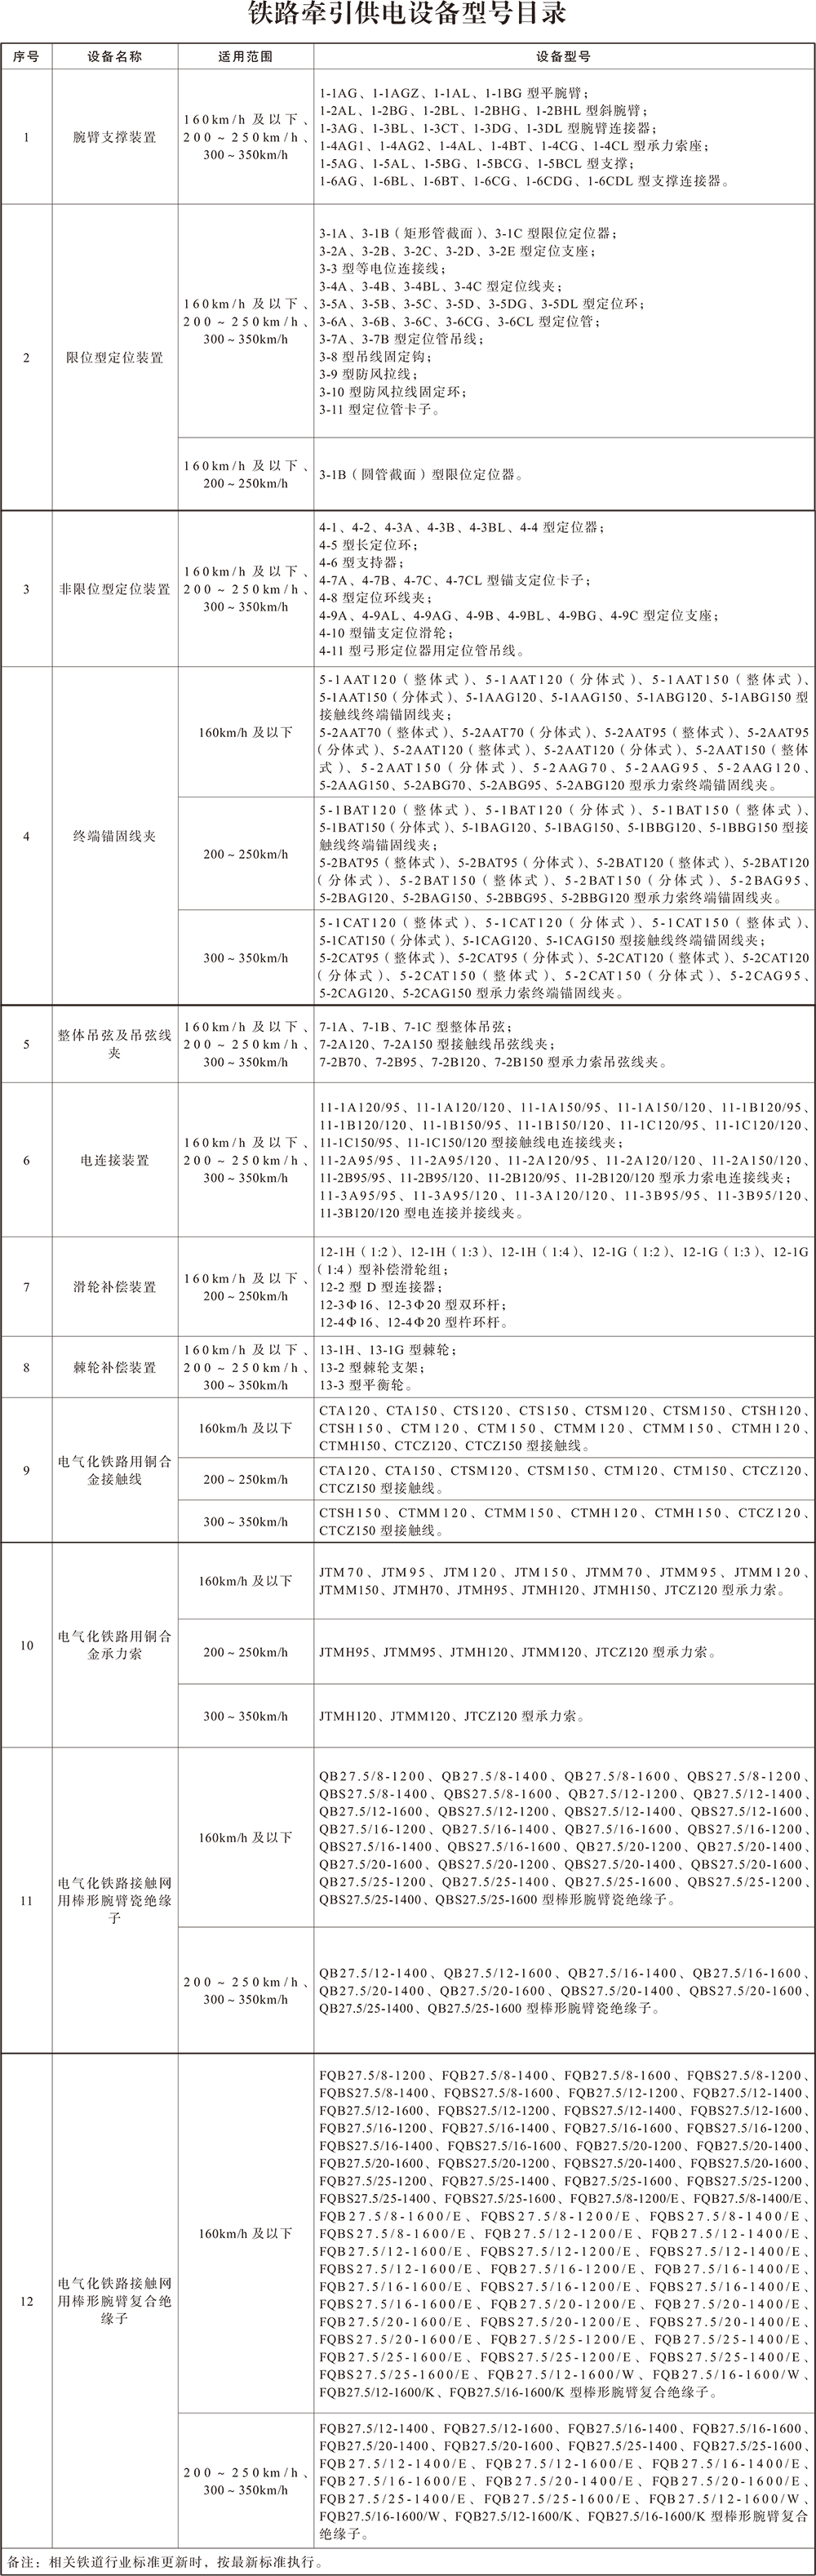 铁路牵引供电设备型号目录
序号 设备名称 适用范围 设备型号
1
腕臂支撑装置
160km/h 及以下、
200～250km/h、
300～350km/h
1-1AG、1-1AGZ、1-1AL、1-1BG 型平腕臂；
1-2AL、1-2BG、1-2BL、1-2BHG、1-2BHL 型斜腕臂；
1-3AG、1-3BL、1-3CT、1-3DG、1-3DL 型腕臂连接器；
1-4AG1、1-4AG2、1-4AL、1-4BT、1-4CG、1-4CL 型承力索座；
1-5AG、1-5AL、1-5BG、1-5BCG、1-5BCL 型支撑；
1-6AG、1-6BL、1-6BT、1-6CG、1-6CDG、1-6CDL 型支撑连接器。
2
限位型定位装置
160km/h 及以下、
200～250km/h、
300～350km/h
3-1A、3-1B（矩形管截面）、3-1C 型限位定位器；
3-2A、3-2B、3-2C、3-2D、3-2E 型定位支座；
3-3 型等电位连接线；
3-4A、3-4B、3-4BL、3-4C 型定位线夹；
3-5A、3-5B、3-5C、3-5D、3-5DG、3-5DL 型定位环；
3-6A、3-6B、3-6C、3-6CG、3-6CL 型定位管；
3-7A、3-7B 型定位管吊线；
3-8 型吊线固定钩；
3-9 型防风拉线；
3-10 型防风拉线固定环；
3-11 型定位管卡子。
160km/h 及以下、
200～250km/h
3-1B（圆管截面）型限位定位器。
3
非限位型定位装置
160km/h 及以下、
200～250km/h、
300～350km/h
4-1、4-2、4-3A、4-3B、4-3BL、4-4 型定位器；
4-5 型长定位环；
4-6 型支持器；
4-7A、4-7B、4-7C、4-7CL 型锚支定位卡子；
4-8 型定位环线夹；
4-9A、4-9AL、4-9AG、4-9B、4-9BL、4-9BG、4-9C 型定位支座；
4-10 型锚支定位滑轮；
4-11 型弓形定位器用定位管吊线。
4
终端锚固线夹
160km/h 及以下
5-1AAT120（整体式）、5-1AAT120（分体式）、5-1AAT150（整体式）、
5-1AAT150（分体式）、5-1AAG120、5-1AAG150、5-1ABG120、5-1ABG150 型
接触线终端锚固线夹；
5-2AAT70（整体式）、5-2AAT70（分体式）、5-2AAT95（整体式）、5-2AAT95
（分体式）、5-2AAT120（整体式）、5-2AAT120（分体式）、5-2AAT150（整体
式）、5-2AAT150（分体式）、5-2AAG70、5-2AAG95、5-2AAG120、
5-2AAG150、5-2ABG70、5-2ABG95、5-2ABG120 型承力索终端锚固线夹。
200～250km/h
5-1BAT120（整体式）、5-1BAT120（分体式）、5-1BAT150（整体式）、
5-1BAT150（分体式）、5-1BAG120、5-1BAG150、5-1BBG120、5-1BBG150 型接
触线终端锚固线夹；
5-2BAT95（整体式）、5-2BAT95（分体式）、5-2BAT120（整体式）、5-2BAT120
（分体式）、5-2BAT150（整体式）、5-2BAT150（分体式）、5-2BAG95、
5-2BAG120、5-2BAG150、5-2BBG95、5-2BBG120 型承力索终端锚固线夹。
300～350km/h
5-1CAT120（整体式）、5-1CAT120（分体式）、5-1CAT150（整体式）、
5-1CAT150（分体式）、5-1CAG120、5-1CAG150 型接触线终端锚固线夹；
5-2CAT95（整体式）、5-2CAT95（分体式）、5-2CAT120（整体式）、5-2CAT120
（分体式）、5-2CAT150（整体式）、5-2CAT150（分体式）、5-2CAG95、
5-2CAG120、5-2CAG150 型承力索终端锚固线夹。
5
整体吊弦及吊弦线
夹
160km/h 及以下、
200～250km/h、
300～350km/h
7-1A、7-1B、7-1C 型整体吊弦；
7-2A120、7-2A150 型接触线吊弦线夹；
7-2B70、7-2B95、7-2B120、7-2B150 型承力索吊弦线夹。
6
电连接装置
160km/h 及以下、
200～250km/h、
300～350km/h
11-1A120/95、11-1A120/120、11-1A150/95、11-1A150/120、11-1B120/95、
11-1B120/120、11-1B150/95、11-1B150/120、11-1C120/95、11-1C120/120、
11-1C150/95、11-1C150/120 型接触线电连接线夹；
11-2A95/95、11-2A95/120、11-2A120/95、11-2A120/120、11-2A150/120、
11-2B95/95、11-2B95/120、11-2B120/95、11-2B120/120 型承力索电连接线夹；
11-3A95/95、11-3A95/120、11-3A120/120、11-3B95/95、11-3B95/120、
11-3B120/120 型电连接并接线夹。
7
滑轮补偿装置
160km/h 及以下、
200～250km/h
12-1H（1:2）、12-1H（1:3）、12-1H（1:4）、12-1G（1:2）、12-1G（1:3）、12-1G
（1:4）型补偿滑轮组；
12-2 型 D 型连接器；
12-3Φ16、12-3Φ20 型双环杆；
12-4Φ16、12-4Φ20 型杵环杆。
8
棘轮补偿装置
160km/h 及以下、
200～250km/h、
300～350km/h
13-1H、13-1G 型棘轮；
13-2 型棘轮支架；
13-3 型平衡轮。
9
电气化铁路用铜合
金接触线
160km/h 及以下
CTA120、CTA150、CTS120、CTS150、CTSM120、CTSM150、CTSH120、
CTSH150、CTM120、CTM150、CTMM120、CTMM150、CTMH120、
CTMH150、CTCZ120、CTCZ150 型接触线。
200～250km/h
CTA120、CTA150、CTSM120、CTSM150、CTM120、CTM150、CTCZ120、
CTCZ150 型接触线。
300～350km/h
CTSH150、CTMM120、CTMM150、CTMH120、CTMH150、CTCZ120、
CTCZ150 型接触线。
10
电气化铁路用铜合
金承力索
160km/h 及以下
JTM70、JTM95、JTM120、JTM150、JTMM70、JTMM95、JTMM120、
JTMM150、JTMH70、JTMH95、JTMH120、JTMH150、JTCZ120 型承力索。
200～250km/h
JTMH95、JTMM95、JTMH120、JTMM120、JTCZ120 型承力索。
300～350km/h
JTMH120、JTMM120、JTCZ120 型承力索。
11
电气化铁路接触网
用棒形腕臂瓷绝缘
子
160km/h 及以下
QB27.5/8-1200、QB27.5/8-1400、QB27.5/8-1600、QBS27.5/8-1200、
QBS27.5/8-1400、QBS27.5/8-1600、QB27.5/12-1200、QB27.5/12-1400、
QB27.5/12-1600、QBS27.5/12-1200、QBS27.5/12-1400、QBS27.5/12-1600、
QB27.5/16-1200、QB27.5/16-1400、QB27.5/16-1600、QBS27.5/16-1200、
QBS27.5/16-1400、QBS27.5/16-1600、QB27.5/20-1200、QB27.5/20-1400、
QB27.5/20-1600、QBS27.5/20-1200、QBS27.5/20-1400、QBS27.5/20-1600、
QB27.5/25-1200、QB27.5/25-1400、QB27.5/25-1600、QBS27.5/25-1200、
QBS27.5/25-1400、QBS27.5/25-1600 型棒形腕臂瓷绝缘子。
200～250km/h、
300～350km/h
QB27.5/12-1400、QB27.5/12-1600、QB27.5/16-1400、QB27.5/16-1600、
QB27.5/20-1400、QB27.5/20-1600、QBS27.5/20-1400、QBS27.5/20-1600、
QB27.5/25-1400、QB27.5/25-1600 型棒形腕臂瓷绝缘子。
12
电气化铁路接触网
用棒形腕臂复合绝
缘子
160km/h 及以下
FQB27.5/8-1200、FQB27.5/8-1400、FQB27.5/8-1600、FQBS27.5/8-1200、
FQBS27.5/8-1400、FQBS27.5/8-1600、FQB27.5/12-1200、FQB27.5/12-1400、
FQB27.5/12-1600、FQBS27.5/12-1200、FQBS27.5/12-1400、FQBS27.5/12-1600、
FQB27.5/16-1200、FQB27.5/16-1400、FQB27.5/16-1600、FQBS27.5/16-1200、
FQBS27.5/16-1400、FQBS27.5/16-1600、FQB27.5/20-1200、FQB27.5/20-1400、
FQB27.5/20-1600、FQBS27.5/20-1200、FQBS27.5/20-1400、FQBS27.5/20-1600、
FQB27.5/25-1200、FQB27.5/25-1400、FQB27.5/25-1600、FQBS27.5/25-1200、
FQBS27.5/25-1400、FQBS27.5/25-1600、FQB27.5/8-1200/E、FQB27.5/8-1400/E、
FQB27.5/8-1600/E、FQBS27.5/8-1200/E、FQBS27.5/8-1400/E、
FQBS27.5/8-1600/E、FQB27.5/12-1200/E、FQB27.5/12-1400/E、
FQB27.5/12-1600/E、FQBS27.5/12-1200/E、FQBS27.5/12-1400/E、
FQBS27.5/12-1600/E、FQB27.5/16-1200/E、FQB27.5/16-1400/E、
FQB27.5/16-1600/E、FQBS27.5/16-1200/E、FQBS27.5/16-1400/E、
FQBS27.5/16-1600/E、FQB27.5/20-1200/E、FQB27.5/20-1400/E、
FQB27.5/20-1600/E、FQBS27.5/20-1200/E、FQBS27.5/20-1400/E、
FQBS27.5/20-1600/E、FQB27.5/25-1200/E、FQB27.5/25-1400/E、
FQB27.5/25-1600/E、FQBS27.5/25-1200/E、FQBS27.5/25-1400/E、
FQBS27.5/25-1600/E、FQB27.5/12-1600/W、FQB27.5/16-1600/W、
FQB27.5/12-1600/K、FQB27.5/16-1600/K 型棒形腕臂复合绝缘子。
200～250km/h、
300～350km/h
FQB27.5/12-1400、FQB27.5/12-1600、FQB27.5/16-1400、FQB27.5/16-1600、
FQB27.5/20-1400、FQB27.5/20-1600、FQB27.5/25-1400、FQB27.5/25-1600、
FQB27.5/12-1400/E、FQB27.5/12-1600/E、FQB27.5/16-1400/E、
FQB27.5/16-1600/E、FQB27.5/20-1400/E、FQB27.5/20-1600/E、
FQB27.5/25-1400/E、FQB27.5/25-1600/E、FQB27.5/12-1600/W、
FQB27.5/16-1600/W、FQB27.5/12-1600/K、FQB27.5/16-1600/K 型棒形腕臂复合
绝缘子。
备注：相关铁道行业标准更新时，按最新标准执行。